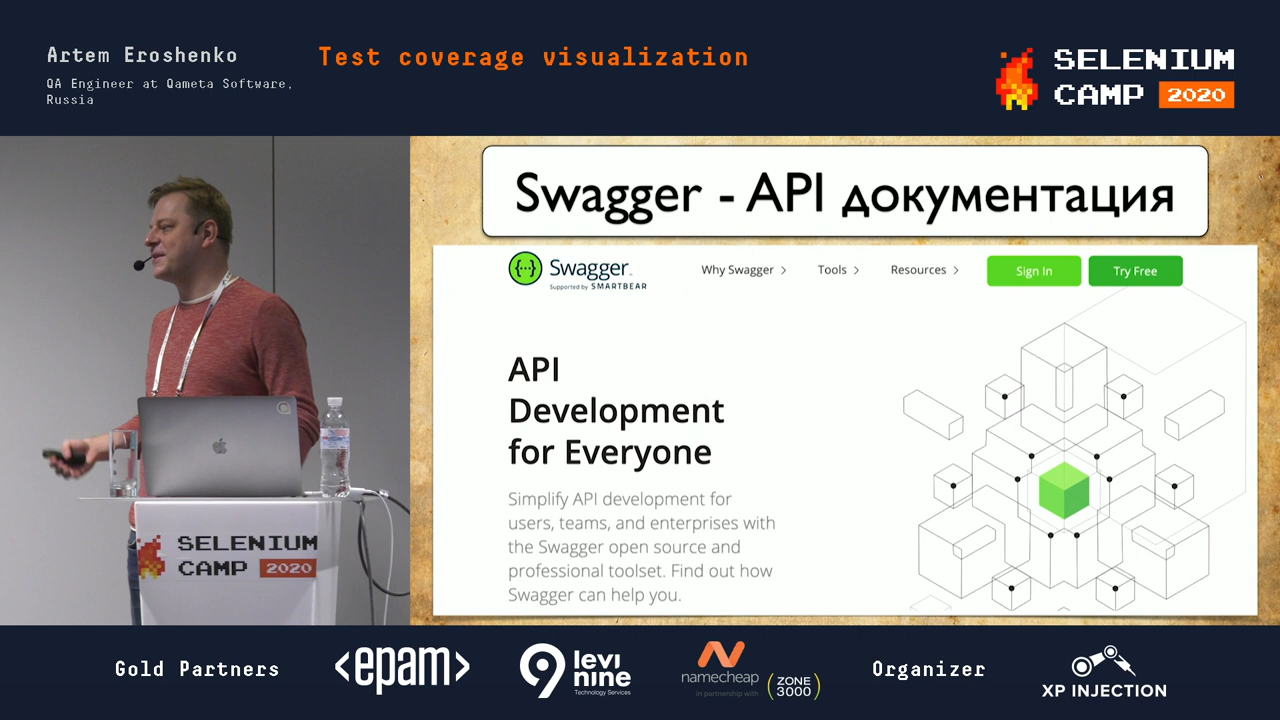 Artem Eroshenko
QA Engineer at Qameta Software,
Russia
Test coverage visualization
SELENIUM
CAMP 2020
Swagger - API документация
Swagger
Supported by SMARTBEAR
Why Swagger
Tools
Resources
Sign In
Try Free
API
Development
for Everyone
Simplify API development for
users, teams, and enterprises with
the Swagger open source and
professional toolset. Find out how
Swagger can help you.
SELENIUM
CAMP 2020
Gold Partners
<epam>
9 levi
nine
Technology Services
namecheap
in partnership with
ZONE
3000
Organizer
XP INJECTION